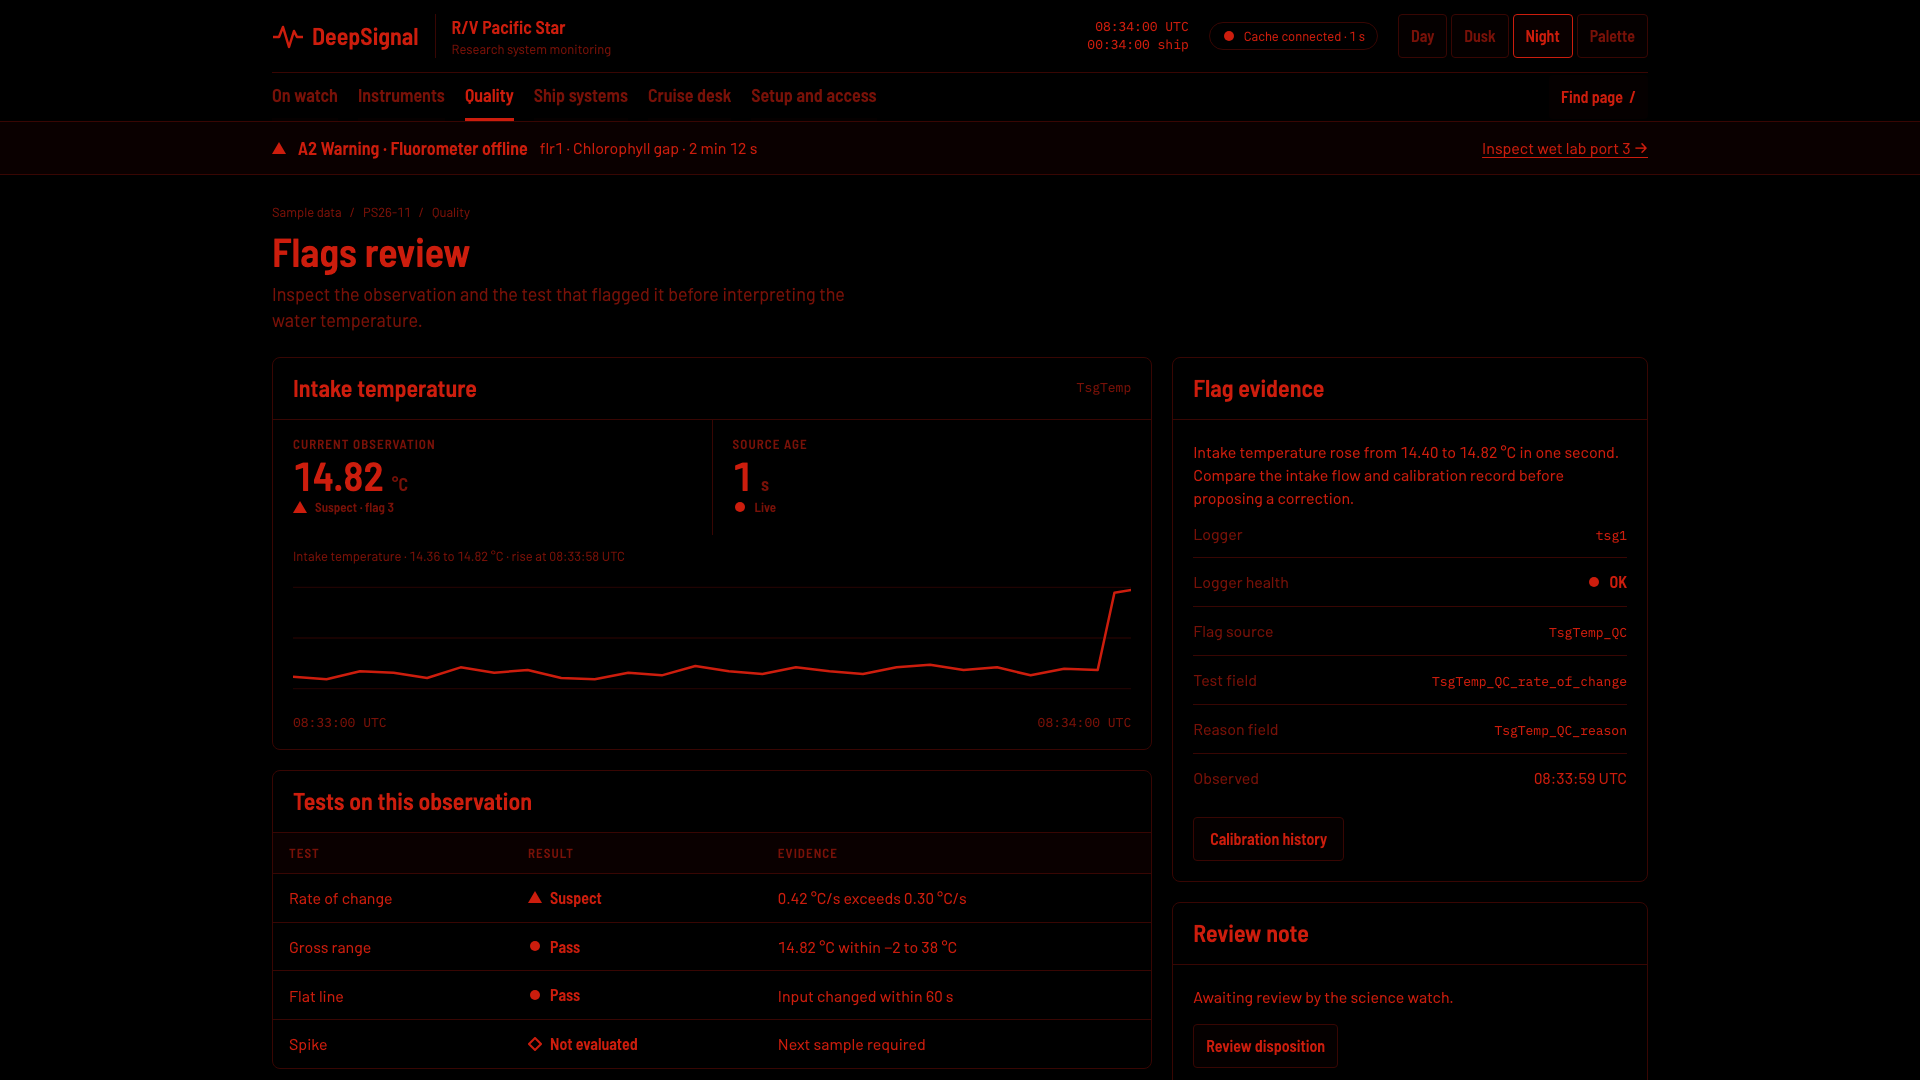 DeepSignal
R/V Pacific Star
Research system monitoring
08:34:00 UTC
00:34:00 ship
Cache connected · 1 s
Day
Dusk
Night
Palette
On watch
Instruments
Quality
Ship systems
Cruise desk
Setup and access
Find page /
A2 Warning · Fluorometer offline
flr1 · Chlorophyll gap · 2 min 12 s
Inspect wet lab port 3 →
Sample data / PS26-11 / Quality
Flags review
Inspect the observation and the test that flagged it before interpreting the
water temperature.
Intake temperature
TsgTemp
CURRENT OBSERVATION
14.82 °C
Suspect · flag 3
SOURCE AGE
1 s
Live
Intake temperature · 14.36 to 14.82 °C · rise at 08:33:58 UTC
08:33:00 UTC
08:34:00 UTC
Tests on this observation
TEST RESULT EVIDENCE
Rate of change Suspect 0.42 °C/s exceeds 0.30 °C/s
Gross range Pass 14.82 °C within −2 to 38 °C
Flat line Pass Input changed within 60 s
Spike Not evaluated Next sample required
Flag evidence
Intake temperature rose from 14.40 to 14.82 °C in one second.
Compare the intake flow and calibration record before
proposing a correction.
Logger tsg1
Logger health OK
Flag source TsgTemp_QC
Test field TsgTemp_QC_rate_of_change
Reason field TsgTemp_QC_reason
Observed 08:33:59 UTC
Calibration history
Review note
Awaiting review by the science watch.
Review disposition